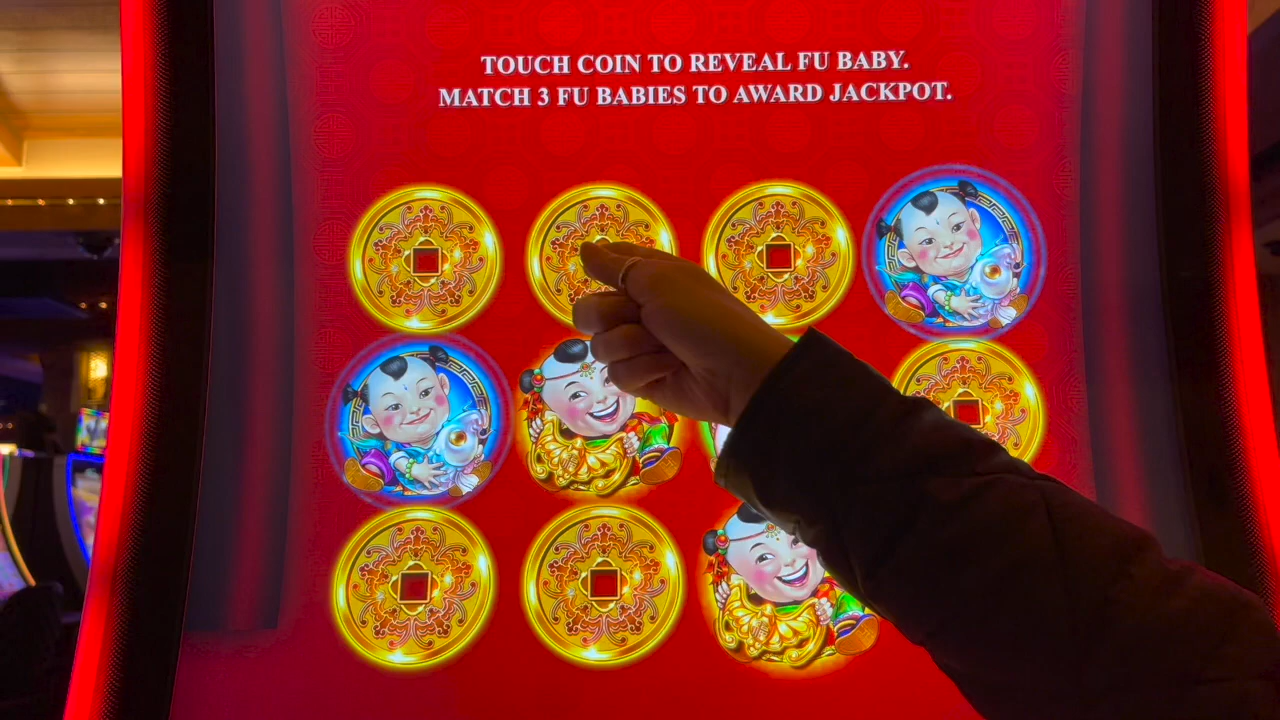 TOUCH COIN TO REVEAL FU BABY.
MATCH 3 FU BABIES TO AWARD JACKPOT.